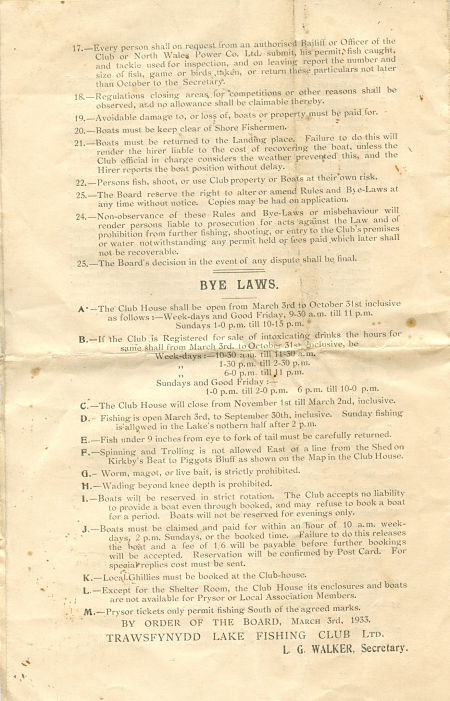 17.—Every person shall on request from an authorised Bailiff or Officer of the
Club or North Wales Power Co. Ltd. submit, his permit, fish caught,
and tackle used for inspection, and on leaving report the number and
size of fish, game or birds taken, or return these particulars not later
than October to the Secretary.
18.—Regulations closing areas for competitions or other reasons shall be
observed, and no allowance shall be claimable thereby.
19.—Avoidable damage to, or loss of, boats or property must be paid for.
20.—Boats must be keep clear of Shore Fishermen.
21.—Boats must be returned to the Landing place. Failure to do this will
render the hirer liable to the cost of recovering the boat, unless the
Club official in charge considers the weather prevented this, and the
Hirer reports the boat position without delay.
22.—Persons fish, shoot, or use Club property or Boats at their own risk.
25.—The Board reserve the right to alter or amend Rules and Bye-Laws at
any time without notice. Copies may be had on application.
24.—Non-observance of these Rules and Bye-Laws or misbehaviour will
render persons liable to prosecution for acts against the Law and of
prohibition from further fishing, shooting, or entry to the Club's premises
or water notwithstanding any permit held or fees paid which later shall
not be recoverable.
25.—The Board's decision in the event of any dispute shall be final.
BYE LAWS.
A·—The Club House shall be open from March 3rd to October 31st inclusive
as follows :—Week-days and Good Friday, 9-30 a.m. till 11 p.m.
Sundays 1-0 p.m. till 10-15 p.m.
B.—If the Club is Registered for sale of intoxicating drinks the hours for
same shall from March 3rd. to October 31st inclusive, be
Week-days :—10-30 a.m. till 11-30 a.m.
,, 1-30 p.m. till 2-30 p.m.
,, 6-0 p.m. till 11 p.m.
Sundays and Good Friday :—
1-0 p.m. till 2-0 p.m. 6 p.m. till 10-0 p.m.
C.—The Club House will close from November 1st till March 2nd, inclusive.
D.- Fishing is open March 3rd, to September 30th, inclusive. Sunday fishing
is allowed in the Lake's nothern half after 2 p.m.
E.—Fish under 9 inches from eye to fork of tail must be carefully returned.
F.—Spinning and Trolling is not allowed East of a line from the Shed on
Kirkby's Beat to Piggots Bluff as shown on the Map in the Club House.
G.- Worm, magot, or live bait, is strictly prohibited.
H.—Wading beyond knee depth is prohibited.
I.—Boats will be reserved in strict rotation. The Club accepts no liability
to provide a boat even through booked, and may refuse to book a boat
for a period. Boats will not be reserved for evenings only.
J.—Boats must be claimed and paid for within an hour of 10 a.m. week-
days, 2 p.m. Sundays, or the booked time. Failure to do this releases
the boat and a fee of 1/6 will be payable before further bookings
will be accepted. Reservation will be confirmed by Post Card. For
special replies cost must be sent.
K.—Local Ghillies must be booked at the Club-house.
L.—Except for the Shelter Room, the Club House its enclosures and boats
are not available for Prysor or Local Association Members.
M.—Prysor tickets only permit fishing South of the agreed marks.
BY ORDER OF THE BOARD, MARCH 3rd, 1933.
TRAWSFYNYDD LAKE FISHING CLUB LTD.
L. G. WALKER, Secretary.